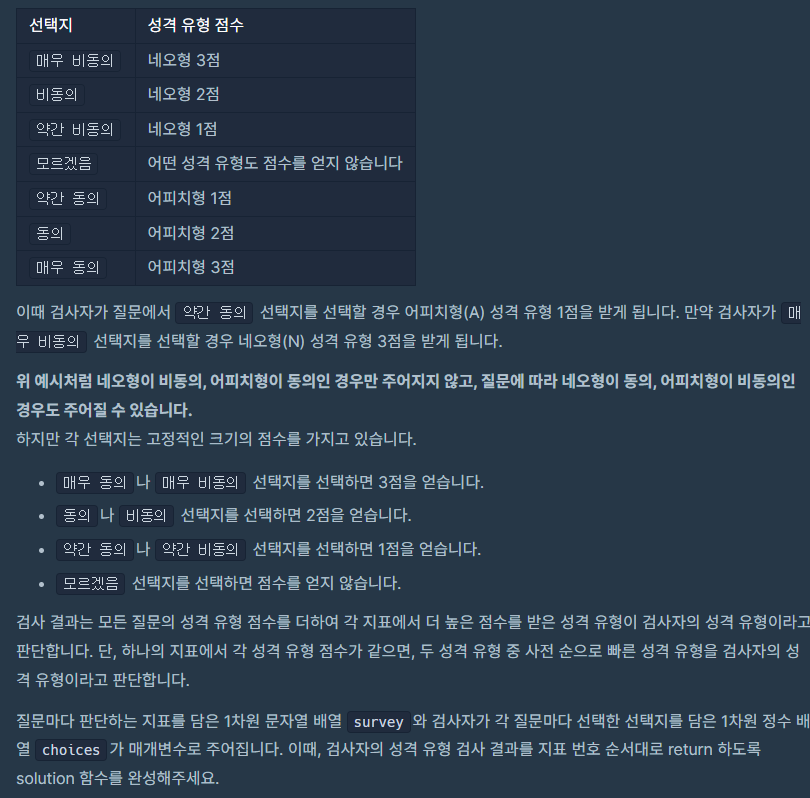 선택지 성격 유형 점수
매우 비동의 네오형 3점
비동의 네오형 2점
약간 비동의 네오형 1점
모르겠음 어떤 성격 유형도 점수를 얻지 않습니다
약간 동의 어피치형 1점
동의 어피치형 2점
매우 동의 어피치형 3점
이때 검사자가 질문에서 약간 동의 선택지를 선택할 경우 어피치형(A) 성격 유형 1점을 받게 됩니다. 만약 검사자가 매
우 비동의 선택지를 선택할 경우 네오형(N) 성격 유형 3점을 받게 됩니다.
위 예시처럼 네오형이 비동의, 어피치형이 동의인 경우만 주어지지 않고, 질문에 따라 네오형이 동의, 어피치형이 비동의인
경우도 주어질 수 있습니다.
하지만 각 선택지는 고정적인 크기의 점수를 가지고 있습니다.
• 매우 동의 나 매우 비동의 선택지를 선택하면 3점을 얻습니다.
• 동의 나 비동의 선택지를 선택하면 2점을 얻습니다.
• 약간 동의 나 약간 비동의 선택지를 선택하면 1점을 얻습니다.
• 모르겠음 선택지를 선택하면 점수를 얻지 않습니다.
검사 결과는 모든 질문의 성격 유형 점수를 더하여 각 지표에서 더 높은 점수를 받은 성격 유형이 검사자의 성격 유형이라고
판단합니다. 단, 하나의 지표에서 각 성격 유형 점수가 같으면, 두 성격 유형 중 사전 순으로 빠른 성격 유형을 검사자의 성
격 유형이라고 판단합니다.
질문마다 판단하는 지표를 담은 1차원 문자열 배열 survey 와 검사자가 각 질문마다 선택한 선택지를 담은 1차원 정수 배
열 choices 가 매개변수로 주어집니다. 이때, 검사자의 성격 유형 검사 결과를 지표 번호 순서대로 return 하도록
solution 함수를 완성해주세요.